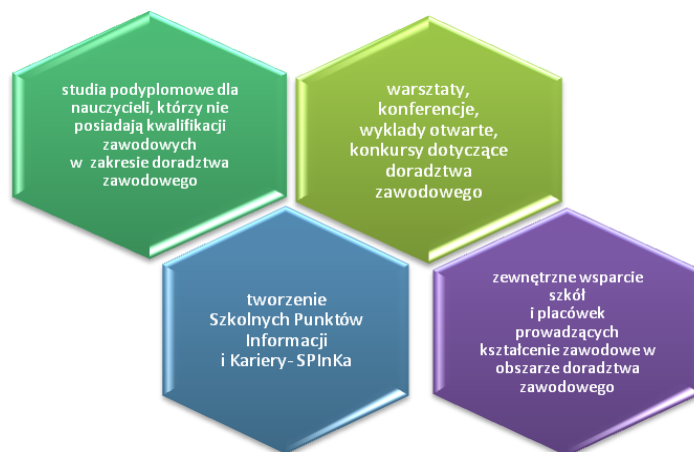 studia podyplomowe dla
nauczycieli, którzy nie
posiadają kwalifikacji
zawodowych
w zakresie doradztwa
zawodowego
warsztaty,
konferencje,
wyklady otwarte,
konkursy dotyczące
doradztwa
zawodowego
tworzenie
Szkolnych Punktów
Informacji
i Kariery- SPInKa
zewnętrzne wsparcie
szkół
i placówek
prowadzących
kształcenie zawodowe w
obszarze doradztwa
zawodowego